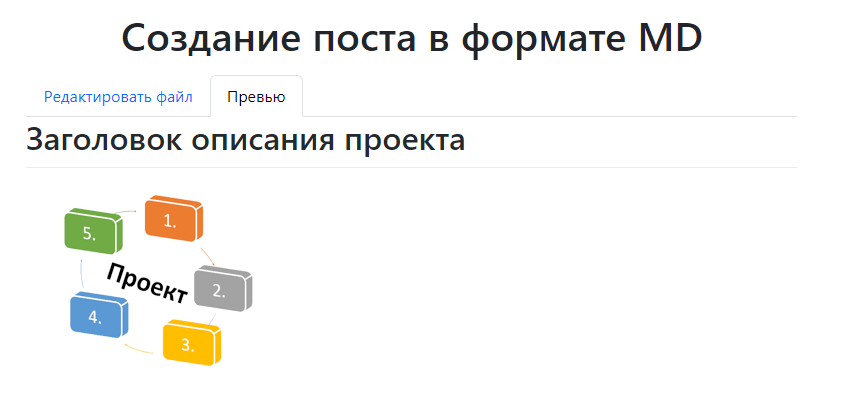 Создание поста в формате MD
Редактировать файл
Превью
Заголовок описания проекта
1.
5.
Проект
2.
4.
3.